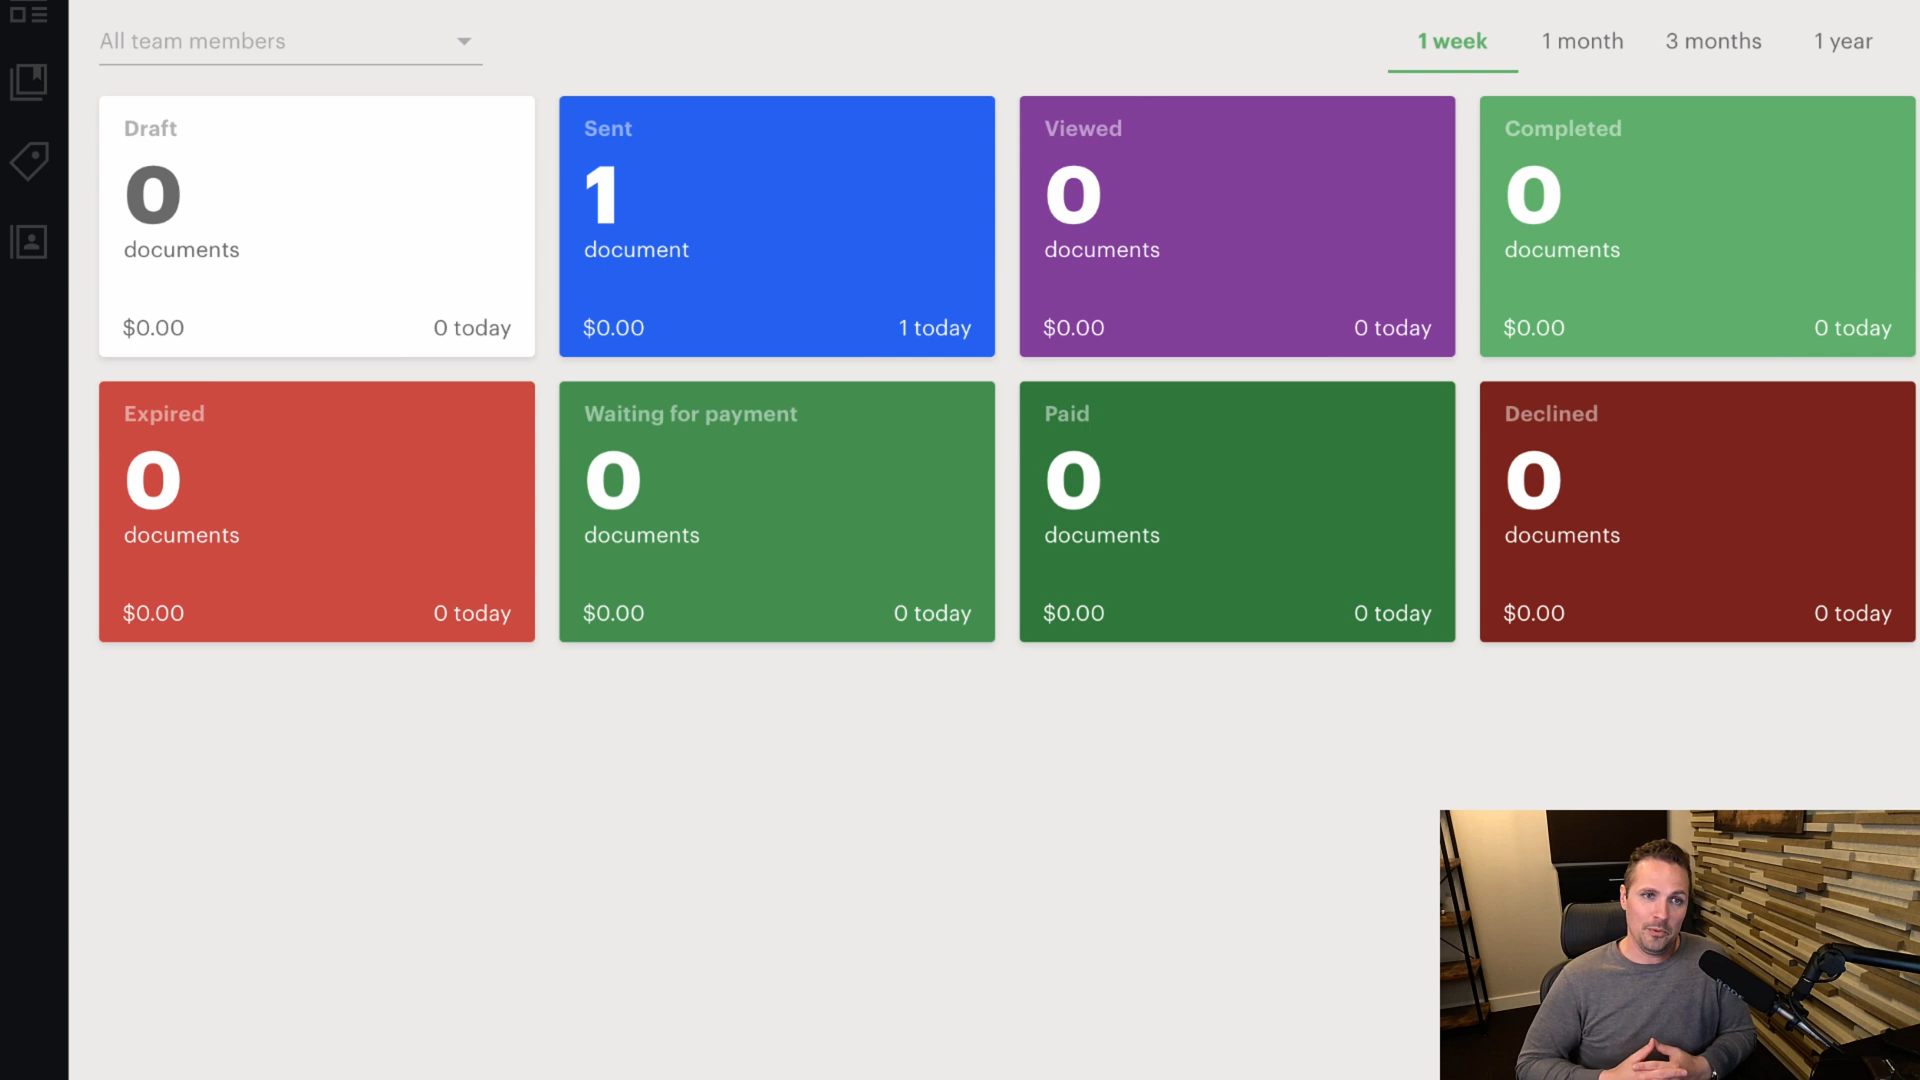 All team members
1 week 1 month 3 months 1 year
Draft
0
documents
$0.00 0 today
Sent
1
document
$0.00 1 today
Viewed
0
documents
$0.00 0 today
Completed
0
documents
$0.00 0 today
Expired
0
documents
$0.00 0 today
Waiting for payment
0
documents
$0.00 0 today
Paid
0
documents
$0.00 0 today
Declined
0
documents
$0.00 0 today